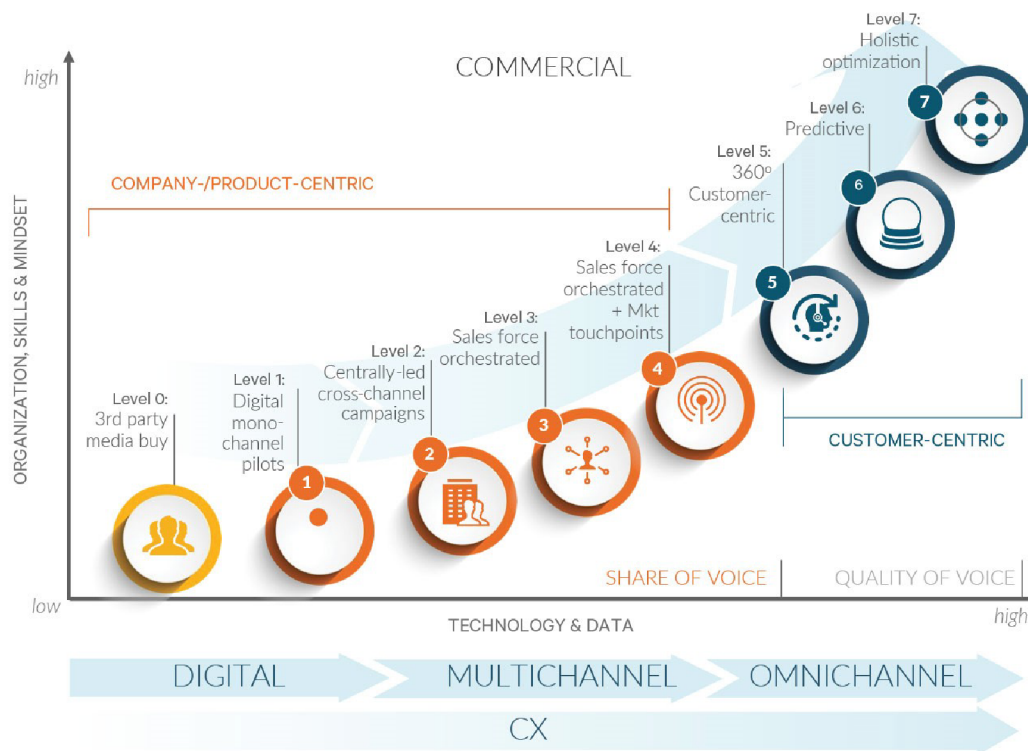 COMMERCIAL
high
ORGANIZATION, SKILLS & MINDSET
low
COMPANY-/PRODUCT-CENTRIC
Level 0:
3rd party
media buy
Level 1:
Digital
mono-
channel
pilots
1
Level 2:
Centrally-led
cross-channel
campaigns
2
Level 3:
Sales force
orchestrated
3
Level 4:
Sales force
orchestrated
+ Mkt
touchpoints
4
Level 5:
360º
Customer-
centric
5
Level 6:
Predictive
6
Level 7:
Holistic
optimization
7
CUSTOMER-CENTRIC
SHARE OF VOICE
QUALITY OF VOICE
TECHNOLOGY & DATA
high
DIGITAL
MULTICHANNEL
OMNICHANNEL
CX